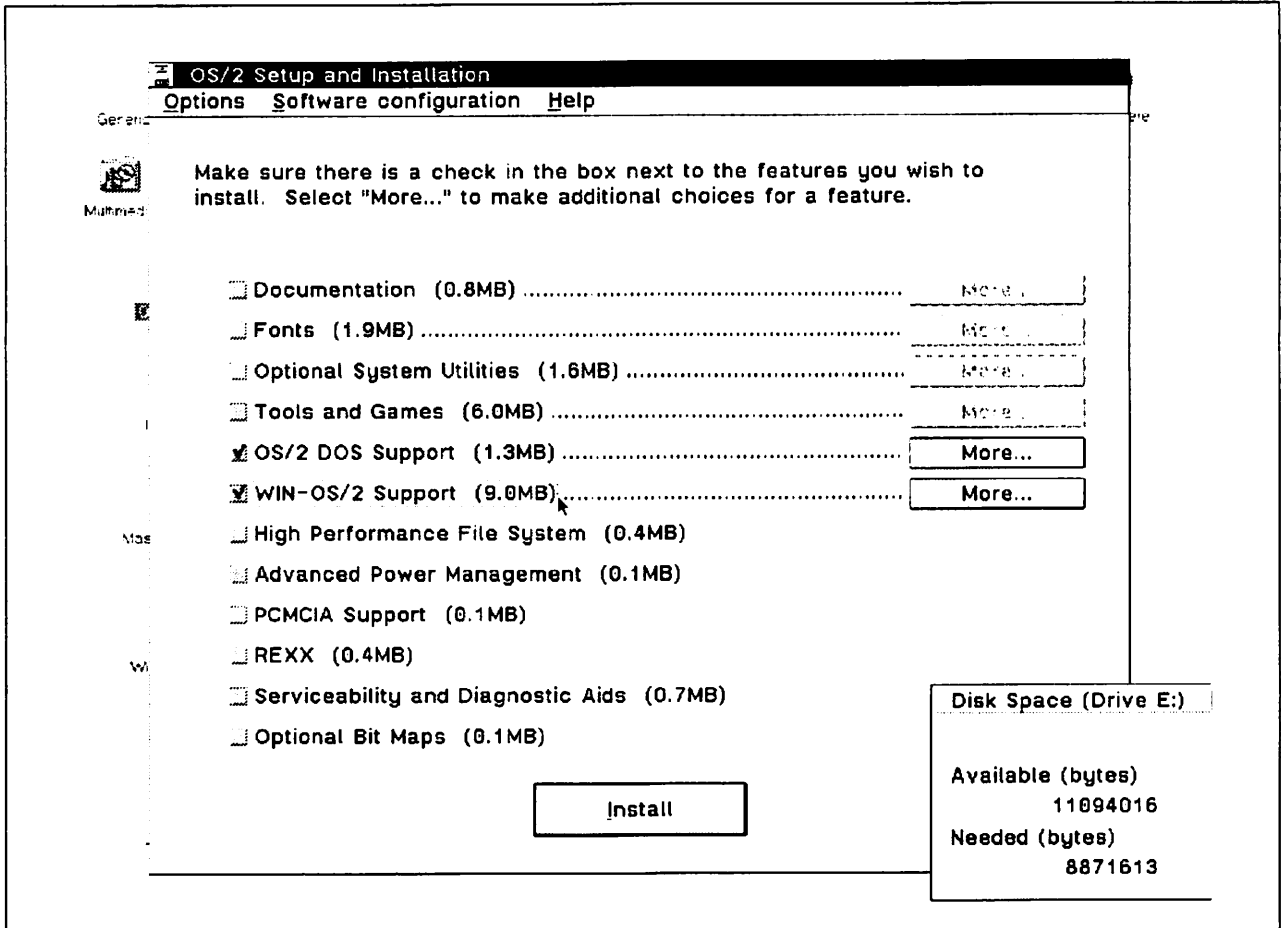 OS/2 Setup and Installation
Options Software configuration Help
Make sure there is a check in the box next to the features you wish to
install. Select "More..." to make additional choices for a feature.
Documentation (0.8MB) More...
Fonts (1.9MB) More...
Optional System Utilities (1.6MB) More...
Tools and Games (6.0MB) More...
OS/2 DOS Support (1.3MB) More...
WIN-OS/2 Support (9.0MB) More...
High Performance File System (0.4MB)
Advanced Power Management (0.1MB)
PCMCIA Support (0.1MB)
REXX (0.4MB)
Serviceability and Diagnostic Aids (0.7MB)
Optional Bit Maps (0.1MB)
Install
Disk Space (Drive E:)
Available (bytes)
11094016
Needed (bytes)
8871613